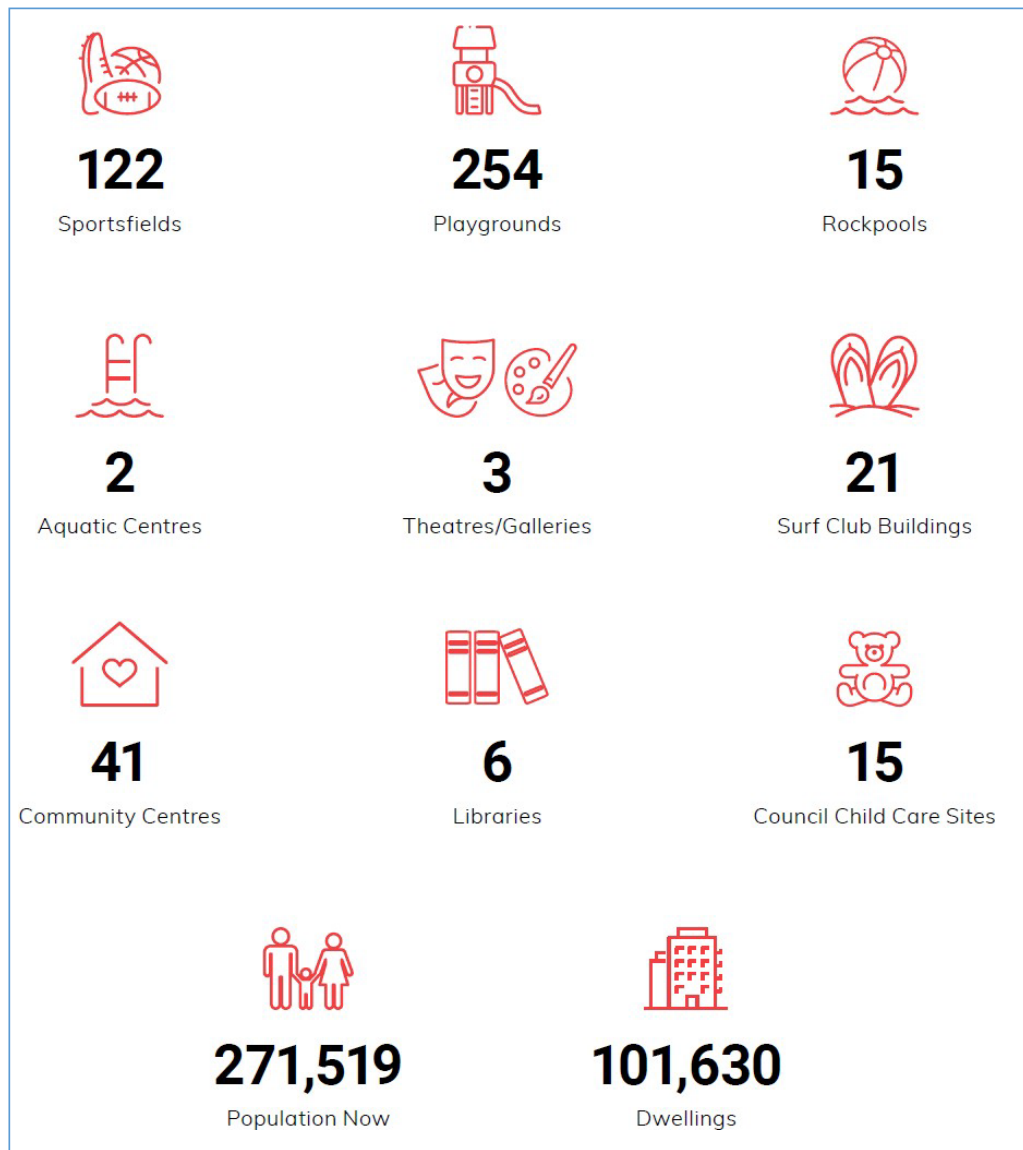 122 254 15
Sportsfields Playgrounds Rockpools
2 3 21
Aquatic Centres Theatres/Galleries Surf Club Buildings
41 6 15
Community Centres Libraries Council Child Care Sites
271,519 101,630
Population Now Dwellings